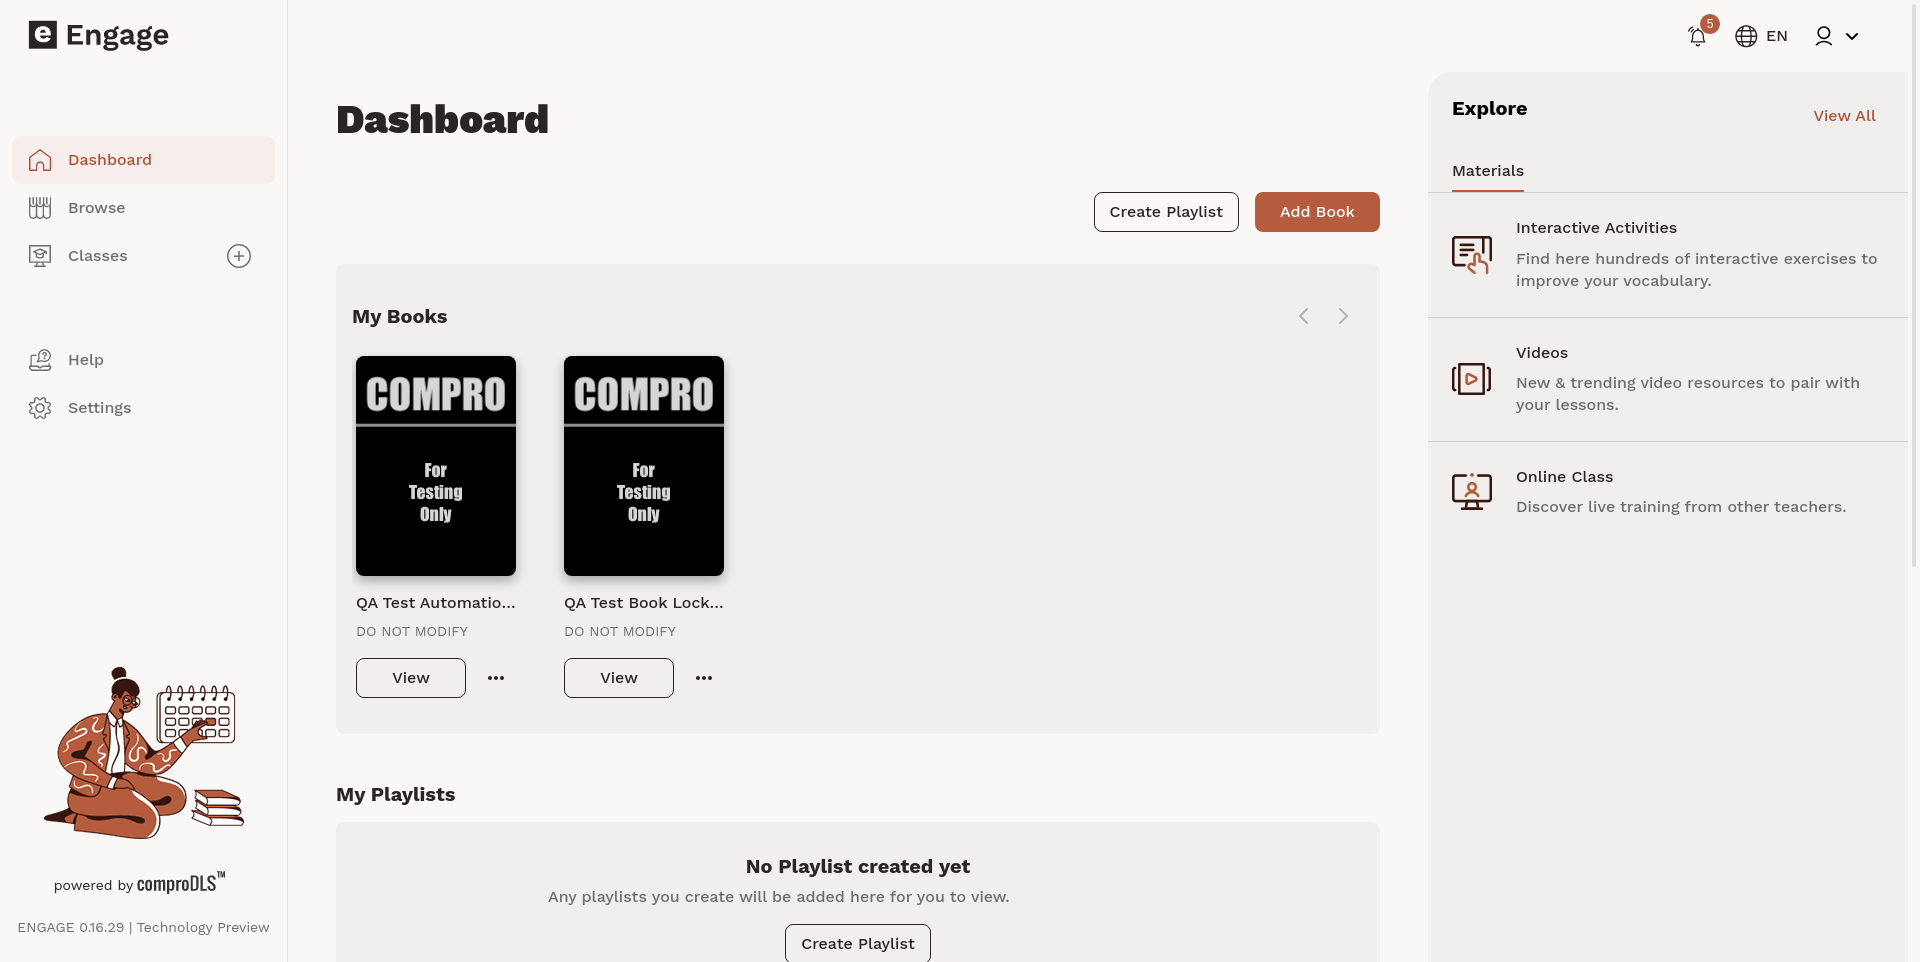 e Engage
5
EN
Dashboard
Browse
Classes
Help
Settings
powered by comproDLS™
ENGAGE 0.16.29 | Technology Preview
Dashboard
Create Playlist
Add Book
My Books
COMPRO
For
Testing
Only
QA Test Automatio...
DO NOT MODIFY
View
COMPRO
For
Testing
Only
QA Test Book Lock...
DO NOT MODIFY
View
My Playlists
No Playlist created yet
Any playlists you create will be added here for you to view.
Create Playlist
Explore
View All
Materials
Interactive Activities
Find here hundreds of interactive exercises to
improve your vocabulary.
Videos
New & trending video resources to pair with
your lessons.
Online Class
Discover live training from other teachers.